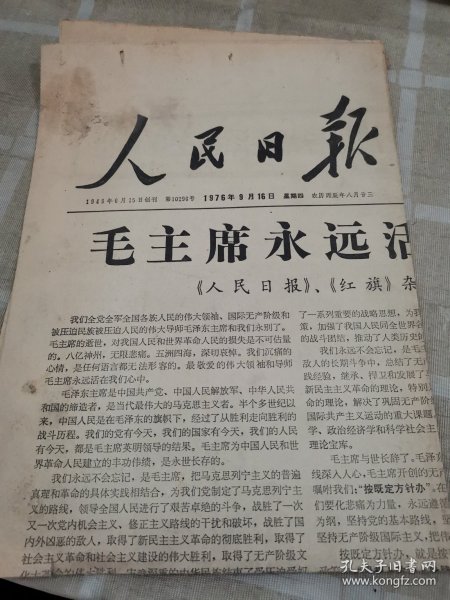 人民日报
1948年6月15日创刊 第10296号 1976年9月16日 星期四 农历丙辰年八月廿三
毛主席永远活
《人民日报》、《红旗》杂
我们全党全军全国各族人民的伟大领袖、国际无产阶级和
被压迫民族被压迫人民的伟大导师毛泽东主席和我们永别了。
毛主席的逝世,对我国人民和世界革命人民的损失是不可估量
的。八亿神州,无限悲痛。五洲四海,深切哀悼。我们沉痛的
心情,是任何语言都无法形容的。最敬爱的伟大领袖和导师
毛主席永远活在我们心中。
毛泽东主席是中国共产党、中国人民解放军、中华人民共
和国的缔造者,是当代最伟大的马克思主义者。半个多世纪以
来,中国人民是在毛泽东的旗帜下,经过了从胜利走向胜利的
战斗历程。我们的党有今天,我们的国家有今天,我们的人民
有今天,都是毛主席英明领导的结果。毛主席为中国人民和世
界革命人民建立的丰功伟绩,是永世长存的。
我们永远不会忘记,是毛主席,把马克思列宁主义的普遍
真理和革命的具体实践相结合,为我们党制定了马克思列宁主
义的路线,领导全国人民进行了艰苦卓绝的斗争,战胜了一次
又一次党内机会主义、修正主义路线的干扰和破坏,战胜了国
内外凶恶的敌人,取得了新民主主义革命的彻底胜利,取得了
社会主义革命和社会主义建设的伟大胜利,取得了无产阶级文
了一系列重要的战略思想,为我
策,加强了我国人民同全世界各
的战斗团结,推动了人类历史
我们永远不会忘记,是毛
敌人的长期斗争中,总结了无
践经验,继承、捍卫和发展了
新民主主义革命的理论,特别
命的理论,解决了巩固无产阶
国际共产主义运动的重大课题
学、政治经济学和科学社会主
理论宝库。
毛主席与世长辞了。毛泽东
线深入人心,毛主席开创的无产
嘱咐我们:“按既定方针办”。在
们要化悲痛为力量,永远遵循
为纲,坚持党的基本路线,坚
坚持无产阶级国际主义,
按既定方针办,就是按
孔夫子旧书网
kongfz.com